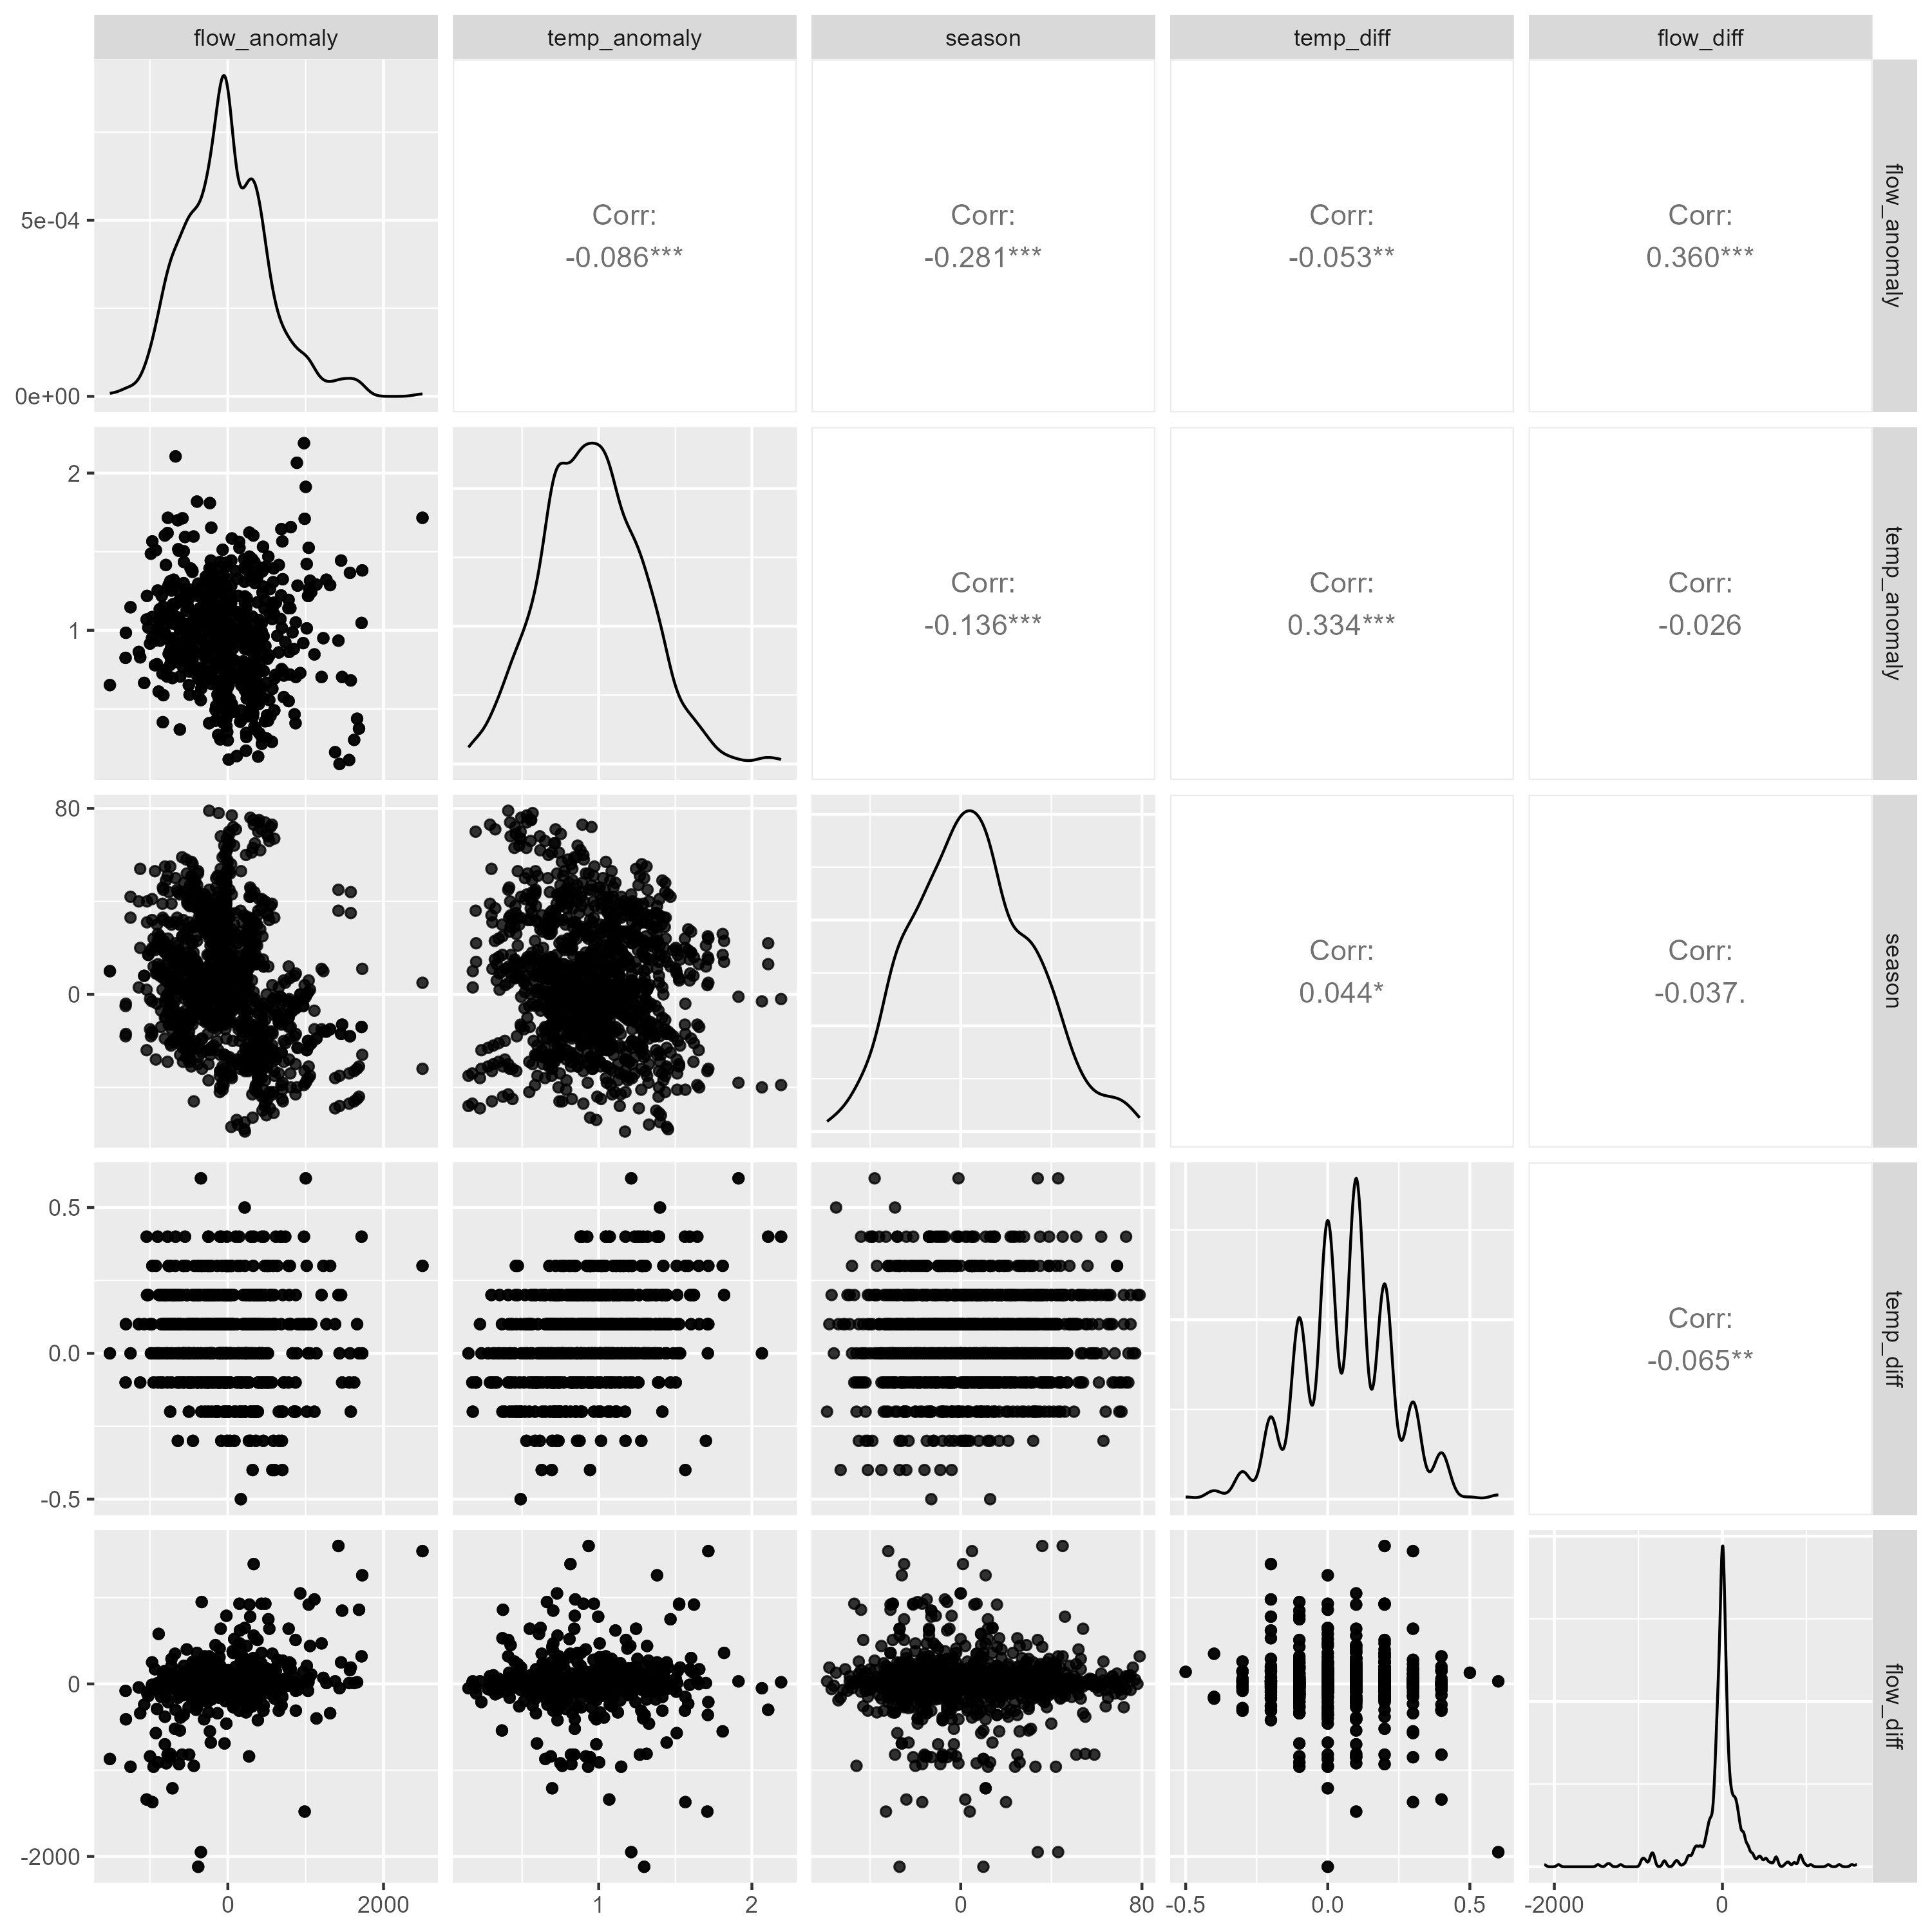 flow_anomaly
temp_anomaly
season
temp_diff
flow_diff
5e-04
0e+00
Corr:
-0.086***
Corr:
-0.281***
Corr:
-0.053**
Corr:
0.360***
flow_anomaly
2
1
Corr:
-0.136***
Corr:
0.334***
Corr:
-0.026
temp_anomaly
80
0
Corr:
0.044*
Corr:
-0.037.
season
0.5
0.0
-0.5
Corr:
-0.065**
temp_diff
0
-2000
flow_diff
0
2000
1
2
0
80
-0.5
0.0
0.5
-2000
0